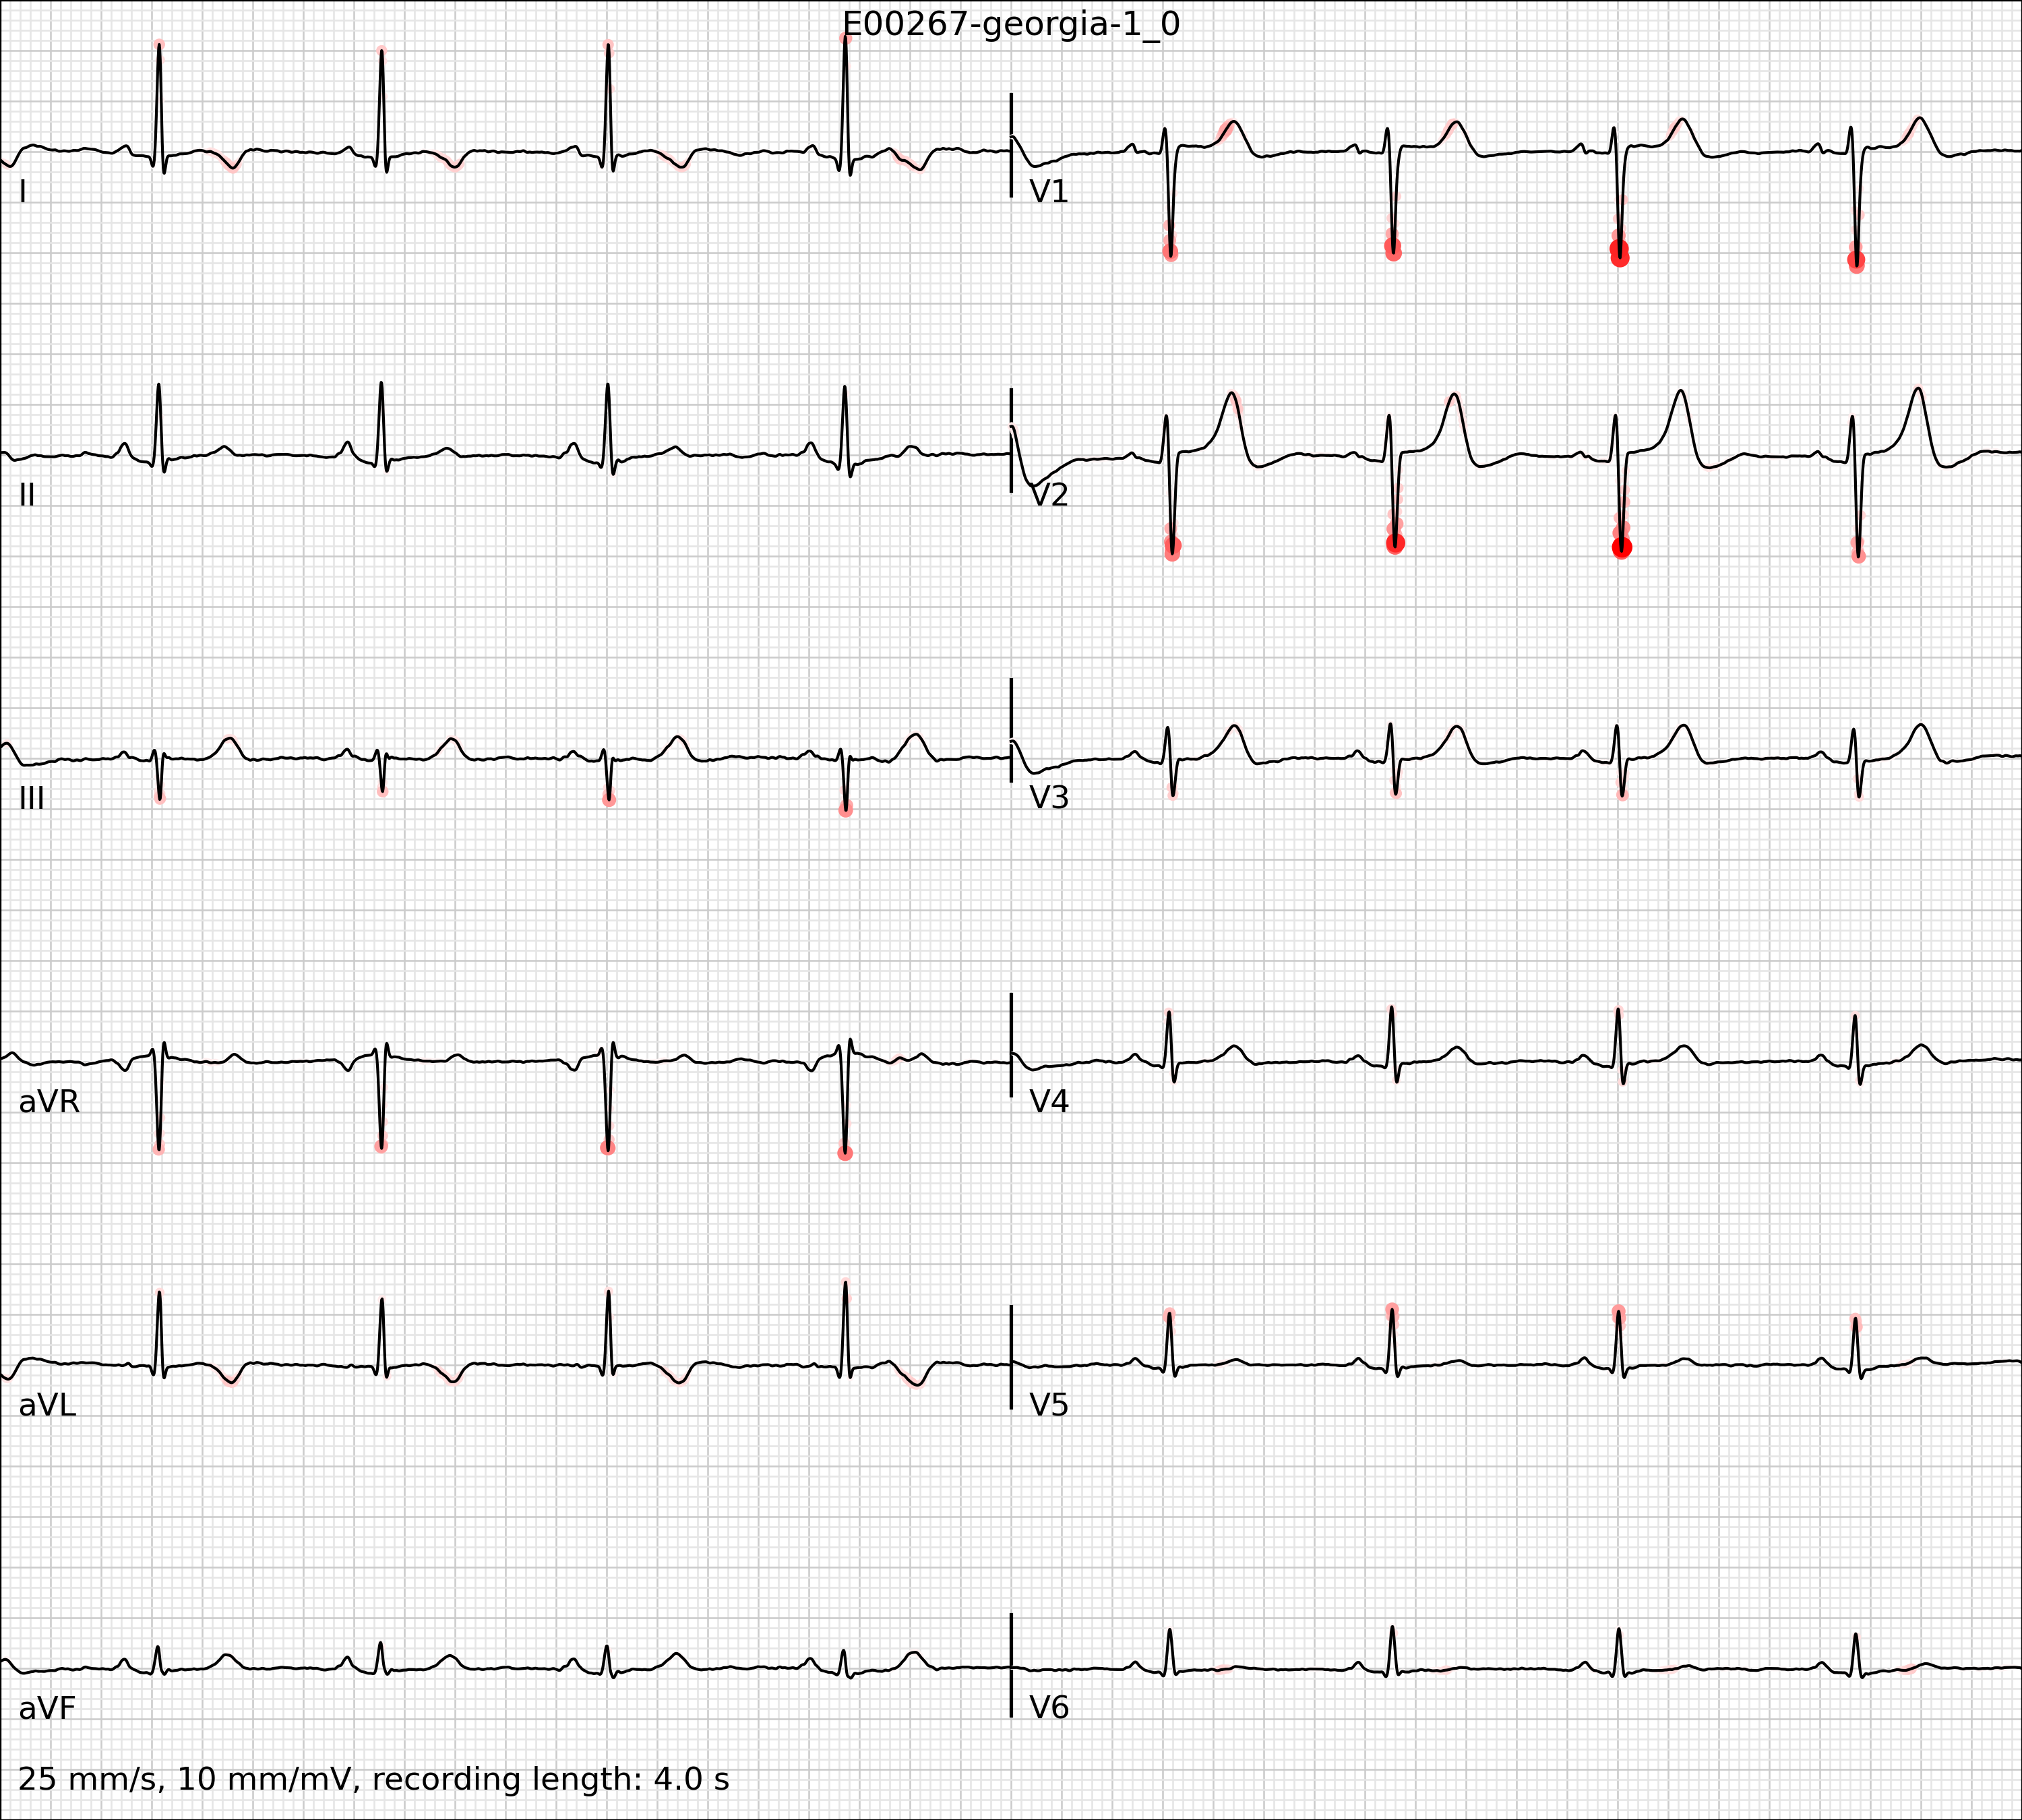 E00267-georgia-1_0
I
V1
II
V2
III
V3
aVR
V4
aVL
V5
aVF
V6
25 mm/s, 10 mm/mV, recording length: 4.0 s